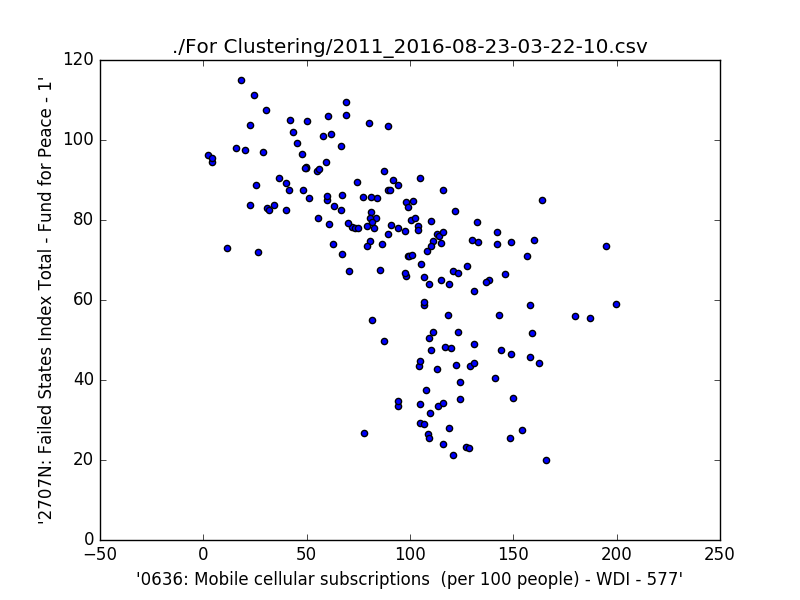 ./For Clustering/2011_2016-08-23-03-22-10.csv
120
100
80
60
40
20
0
'2707N: Failed States Index Total - Fund for Peace - 1'
−50 0 50 100 150 200 250
'0636: Mobile cellular subscriptions  (per 100 people) - WDI - 577'